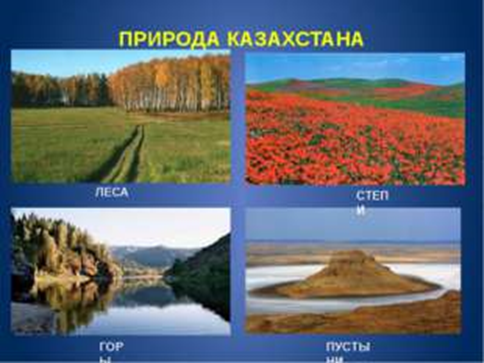 ПРИРОДА КАЗАХСТАНА
ЛЕСА
СТЕП
И
ГОР
Ы
ПУСТЫ
НИ